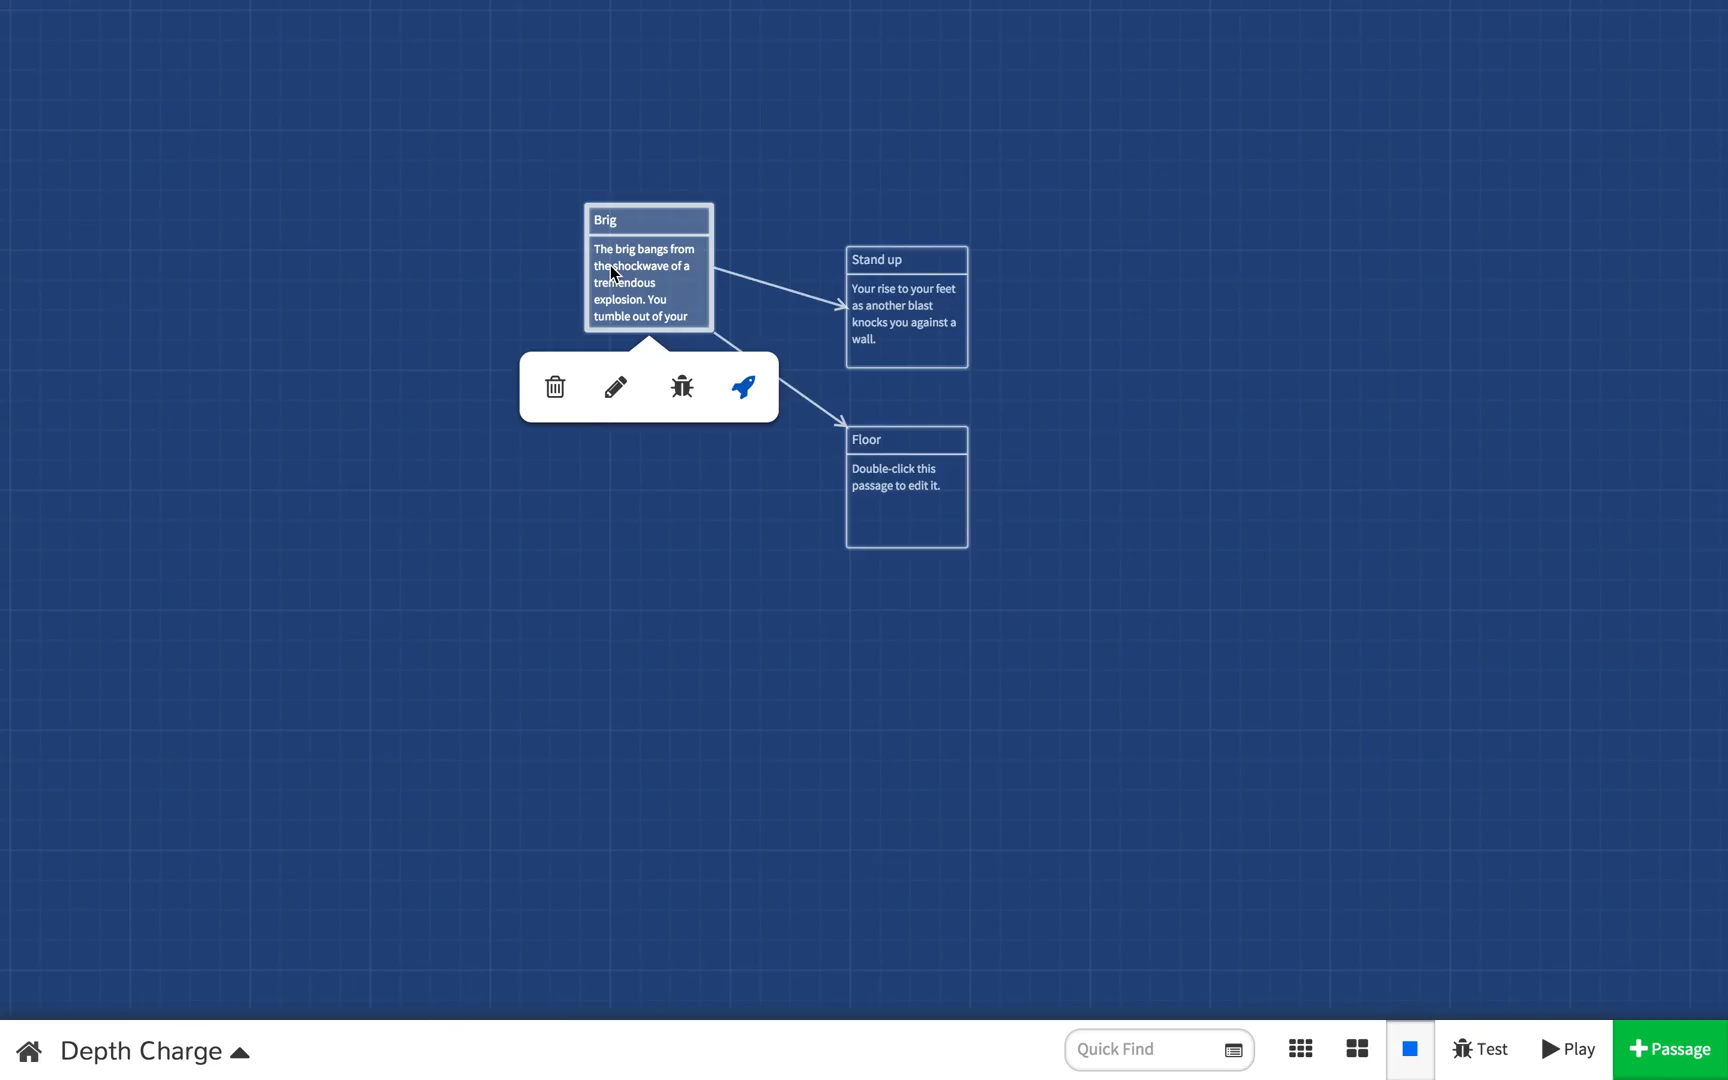 Brig
The brig bangs from
the shockwave of a
tremendous
explosion. You
tumble out of your
Stand up
Your rise to your feet
as another blast
knocks you against a
wall.
Floor
Double-click this
passage to edit it.
Depth Charge
Quick Find
Test
Play
Passage